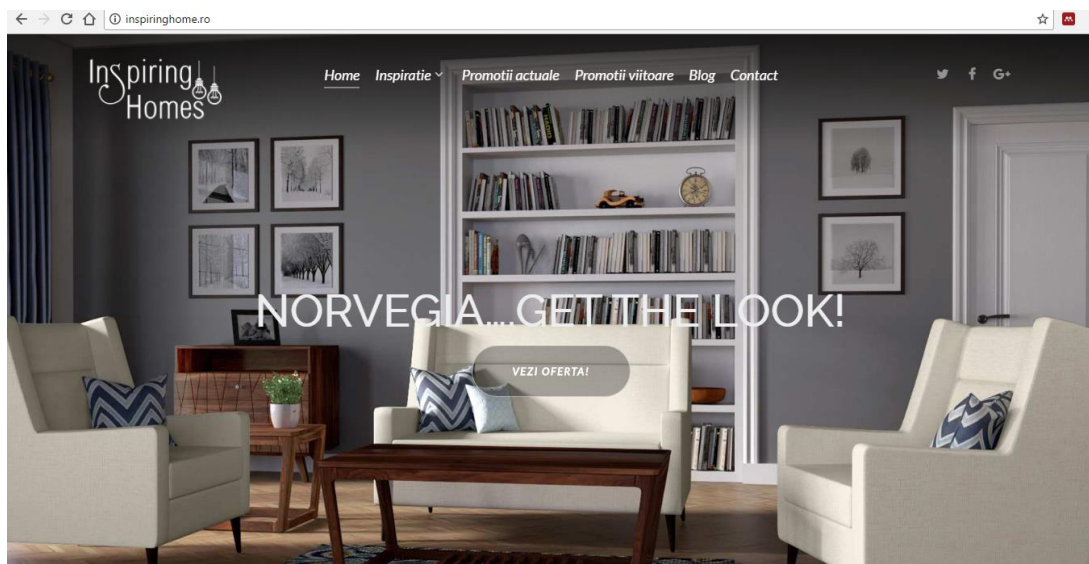 inspiringhome.ro
Inspiring
Homes
Home Inspiratie Promotii actuale Promotii viitoare Blog Contact
NORVEGIA....GET THE LOOK!
VEZI OFERTA!